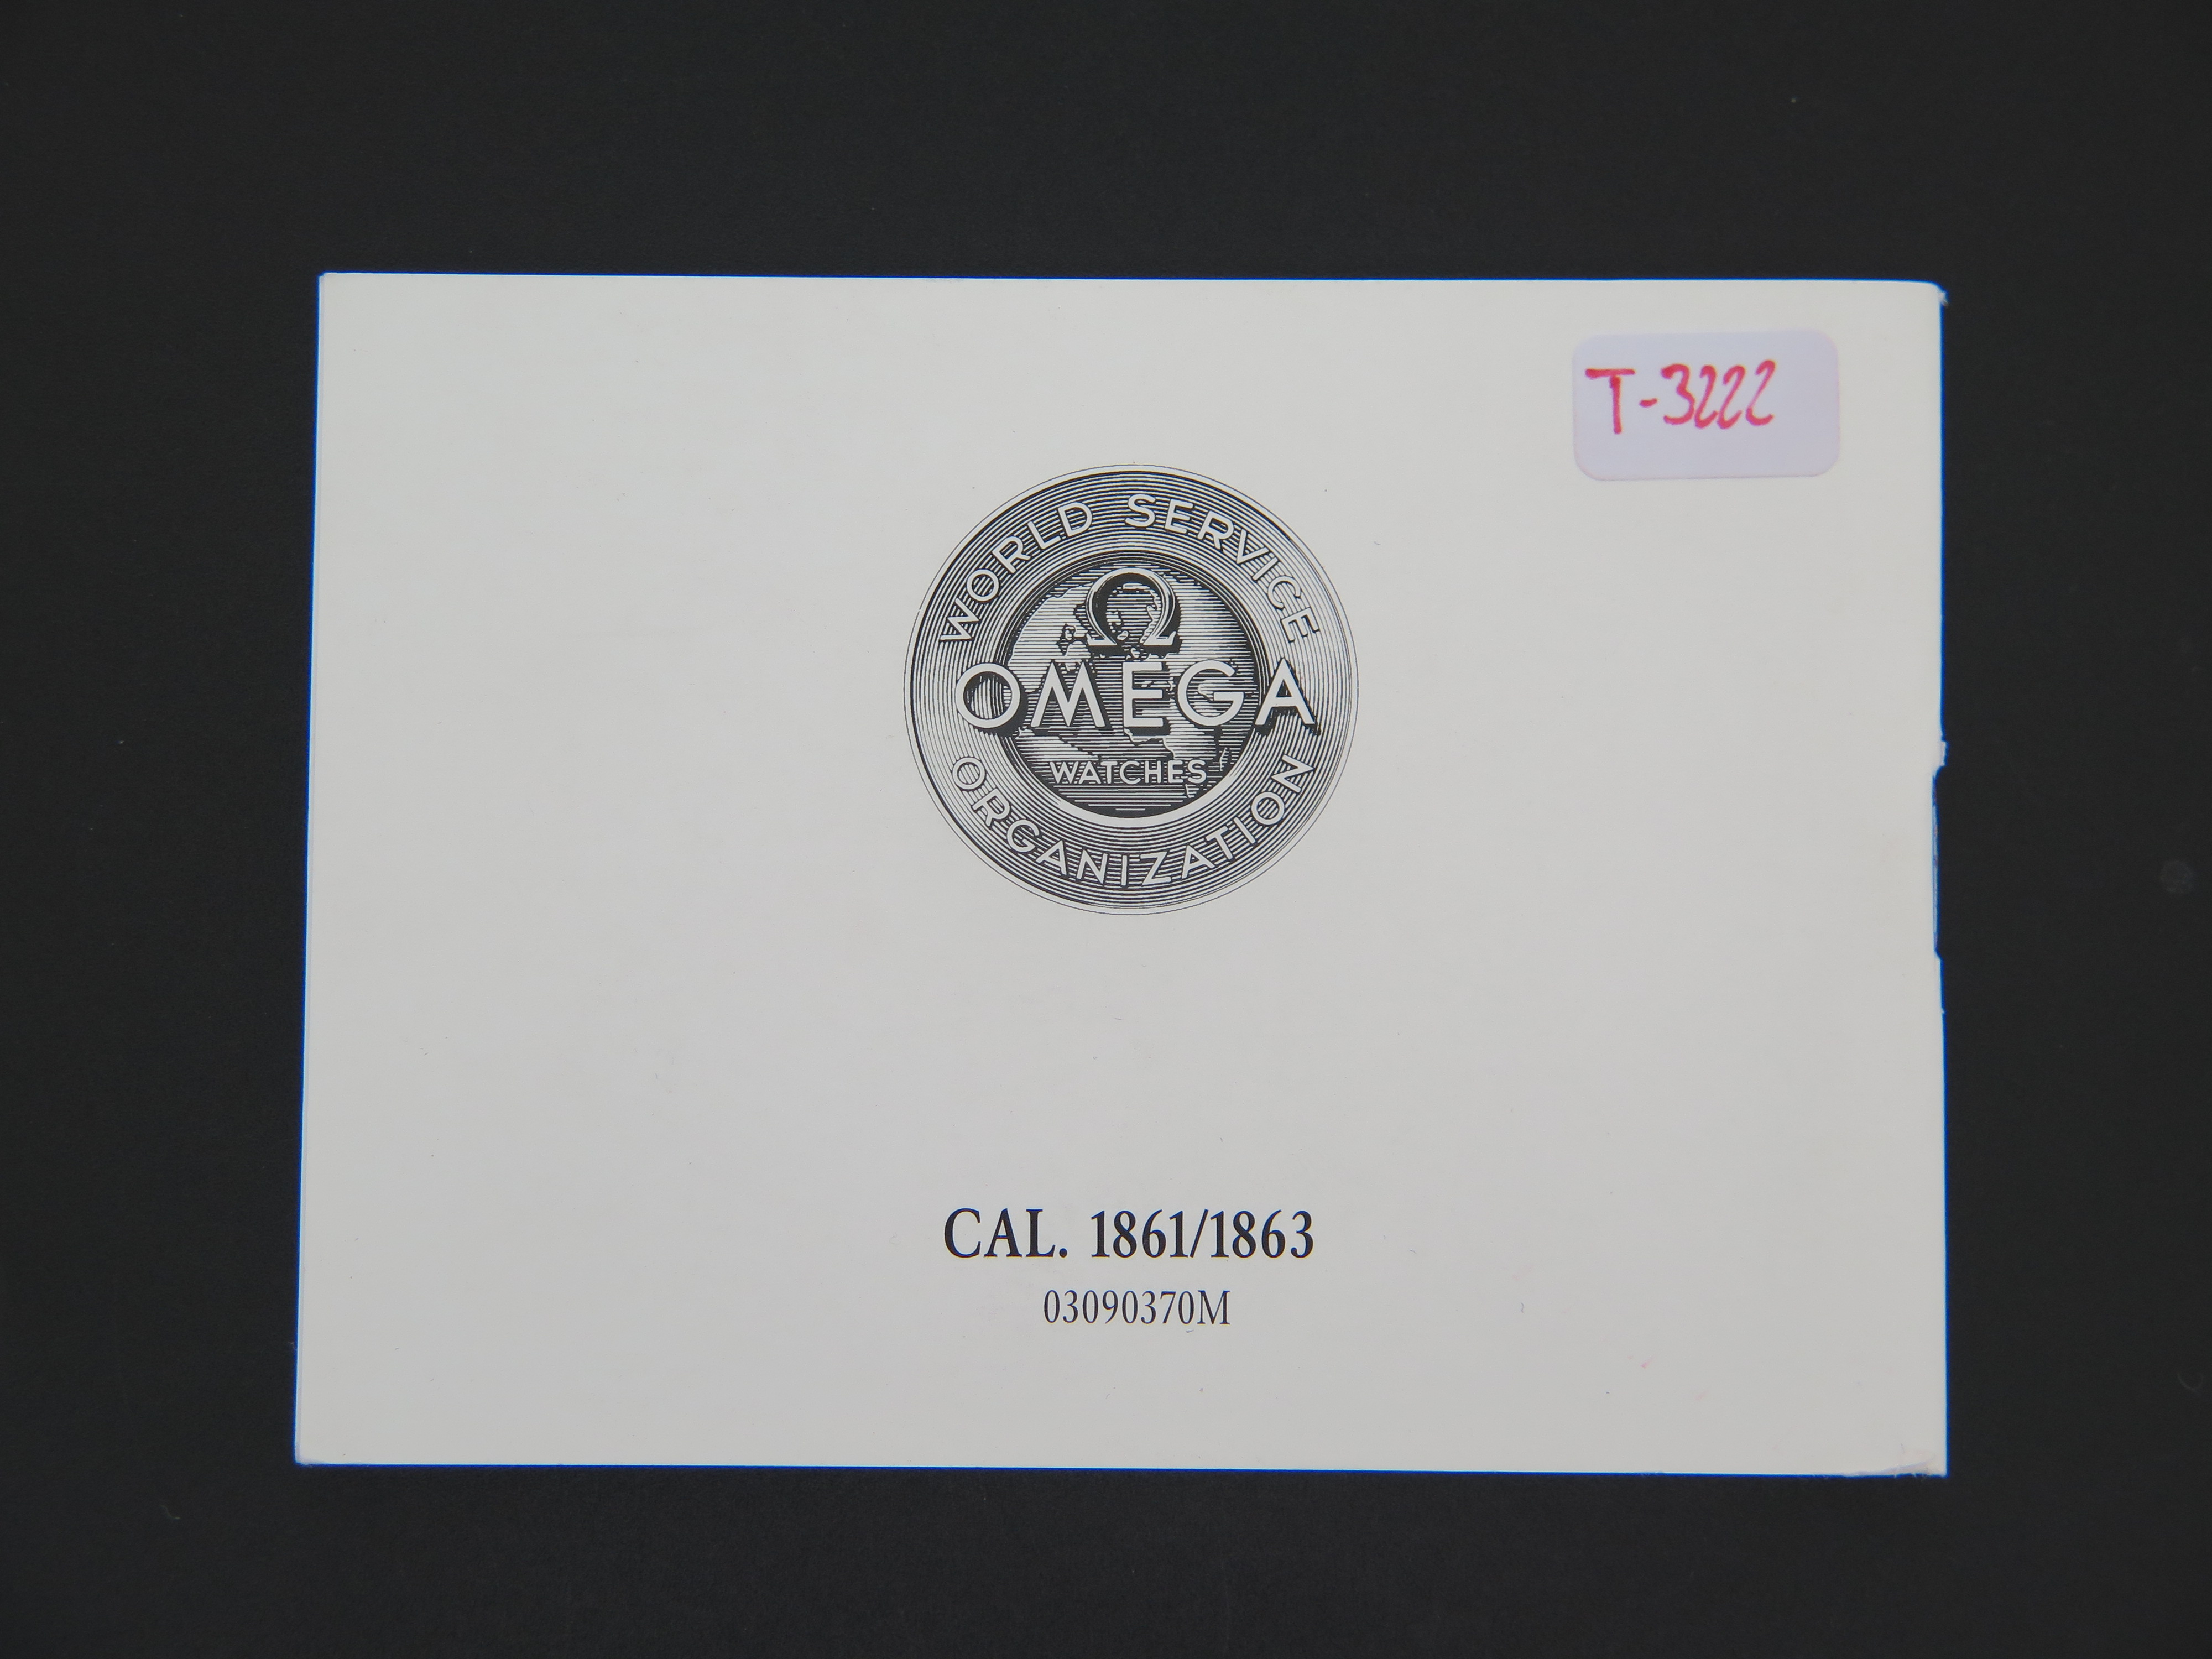 T-3222
WORLD SERVICE
Ω
OMEGA
WATCHES
ORGANIZATION
CAL. 1861/1863
03090370M